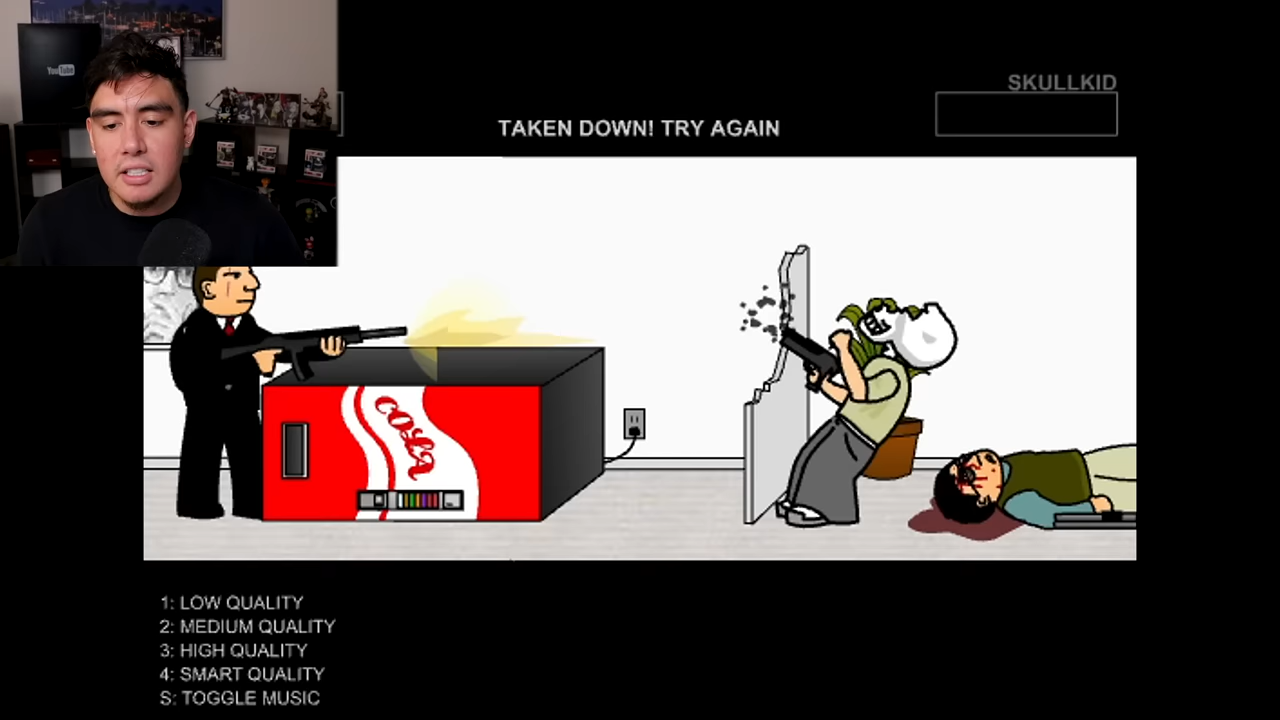 YouTube
SKULLKID
TAKEN DOWN! TRY AGAIN
COLA
1: LOW QUALITY
2: MEDIUM QUALITY
3: HIGH QUALITY
4: SMART QUALITY
S: TOGGLE MUSIC